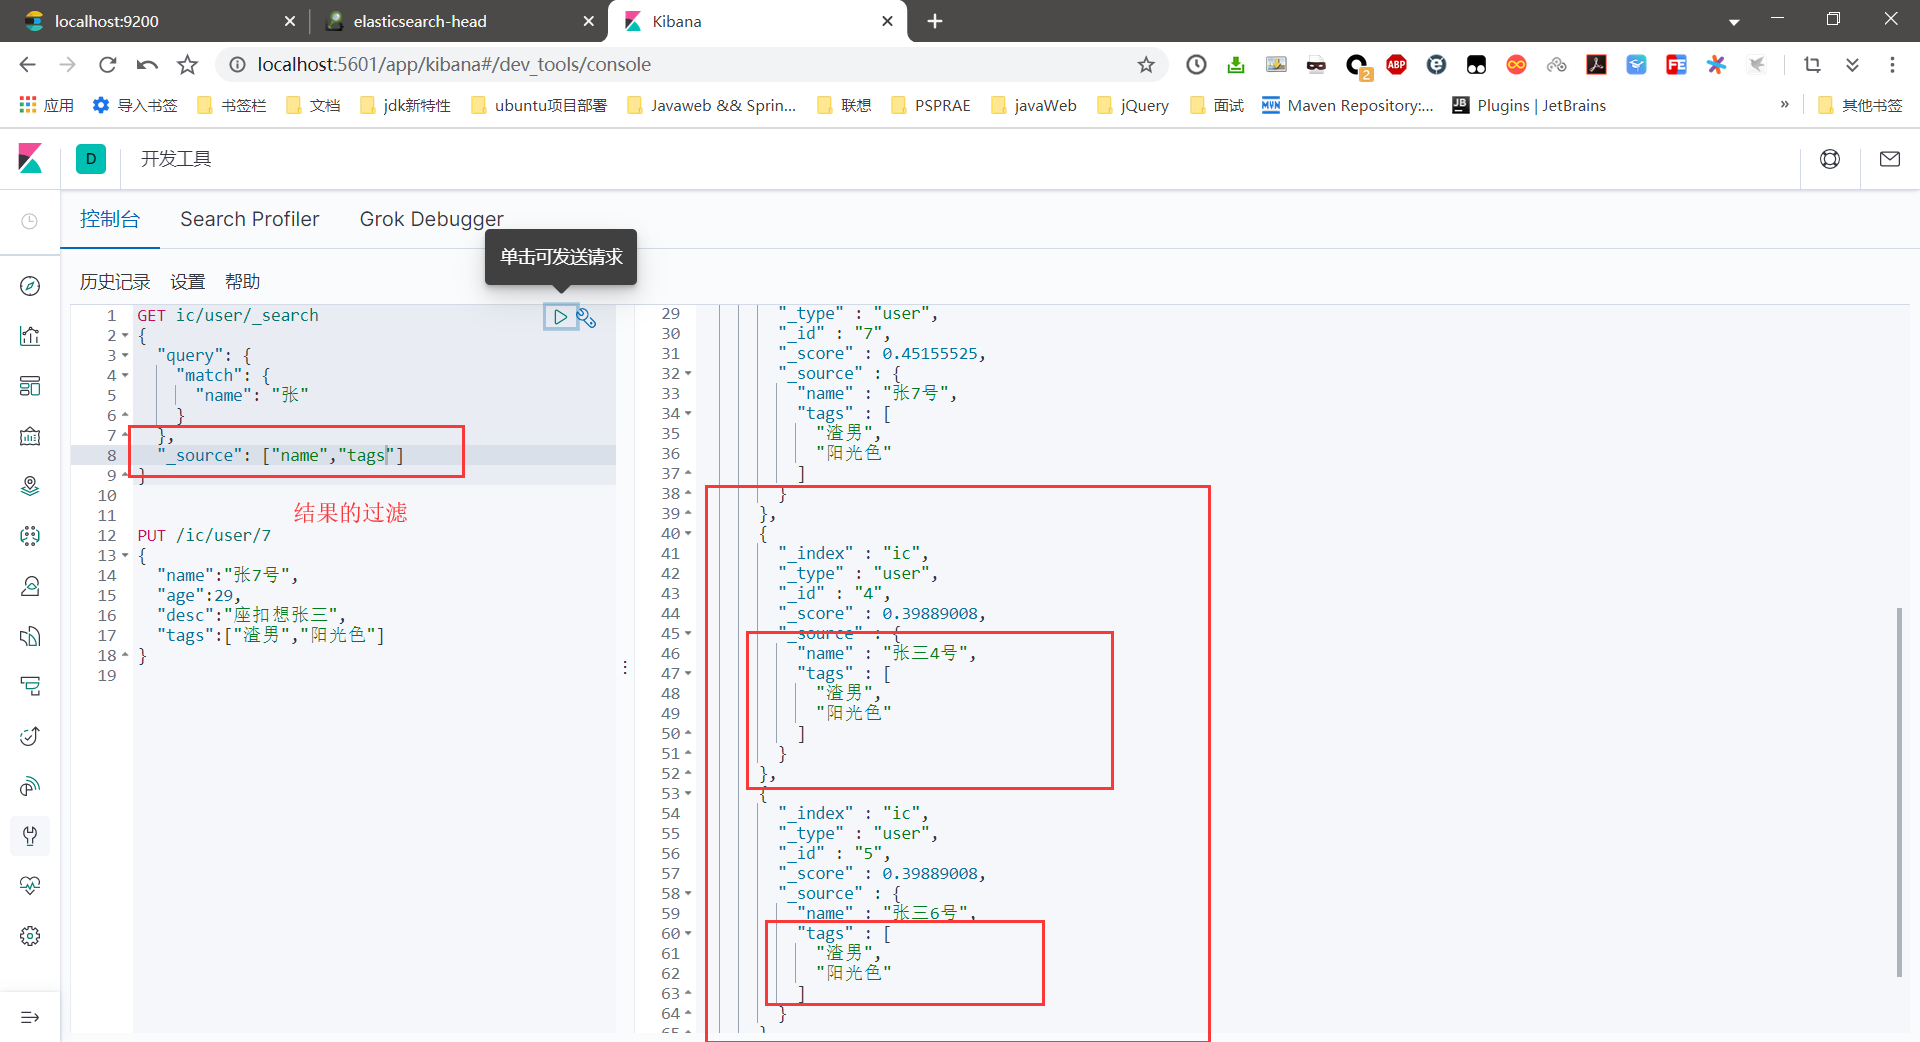 localhost:9200
elasticsearch-head
Kibana
localhost:5601/app/kibana#/dev_tools/console
ABP
2
FE
应用
导入书签
书签栏
文档
jdk新特性
ubuntu项目部署
Javaweb && Sprin...
联想
PSPRAE
javaWeb
jQuery
面试
MVN
Maven Repository:...
JB
Plugins | JetBrains
»
其他书签
D
开发工具
控制台
Search Profiler
Grok Debugger
单击可发送请求
历史记录
设置
帮助
1 GET ic/user/_search
2 {
3 "query": {
4 "match": {
5 "name": "张"
6 }
7 },
8 "_source": ["name","tags"]
9 }
10
11
结果的过滤
12 PUT /ic/user/7
13 {
14 "name":"张7号",
15 "age":29,
16 "desc":"座扣想张三",
17 "tags":["渣男","阳光色"]
18 }
19
29 "_type" : "user",
30 "_id" : "7",
31 "_score" : 0.45155525,
32 "_source" : {
33 "name" : "张7号",
34 "tags" : [
35 "渣男",
36 "阳光色"
37 ]
38 }
39 },
40 {
41 "_index" : "ic",
42 "_type" : "user",
43 "_id" : "4",
44 "_score" : 0.39889008,
45 "_source" : {
46 "name" : "张三4号",
47 "tags" : [
48 "渣男",
49 "阳光色"
50 ]
51 }
52 },
53 {
54 "_index" : "ic",
55 "_type" : "user",
56 "_id" : "5",
57 "_score" : 0.39889008,
58 "_source" : {
59 "name" : "张三6号",
60 "tags" : [
61 "渣男",
62 "阳光色"
63 ]
64 }
65 }